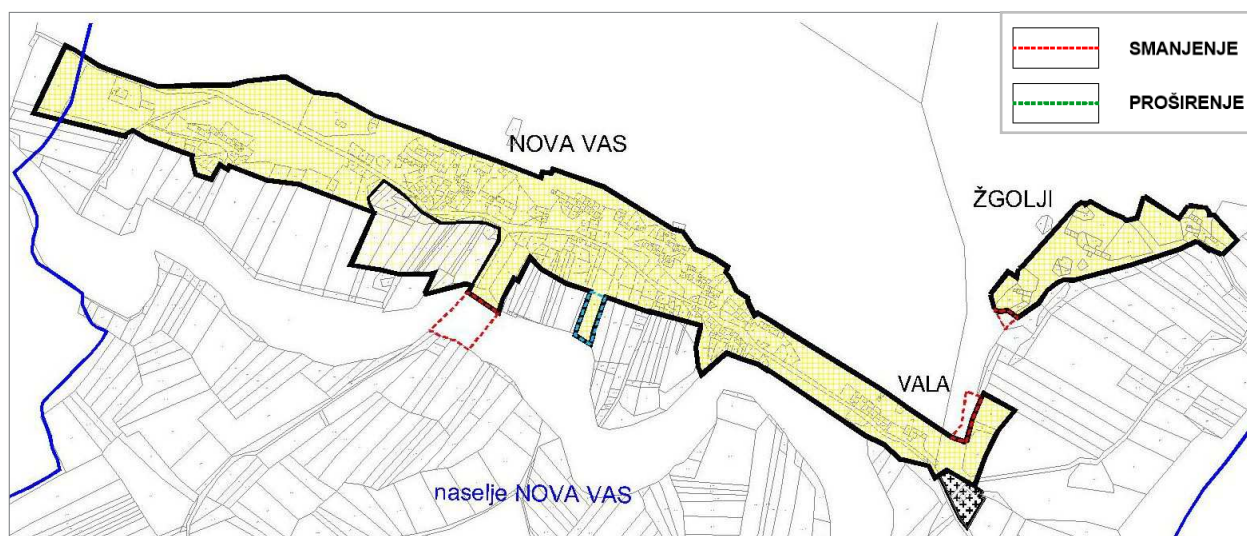 SMANJENJE
PROŠIRENJE
NOVA VAS
ŽGOLJI
VALA
naselje NOVA VAS